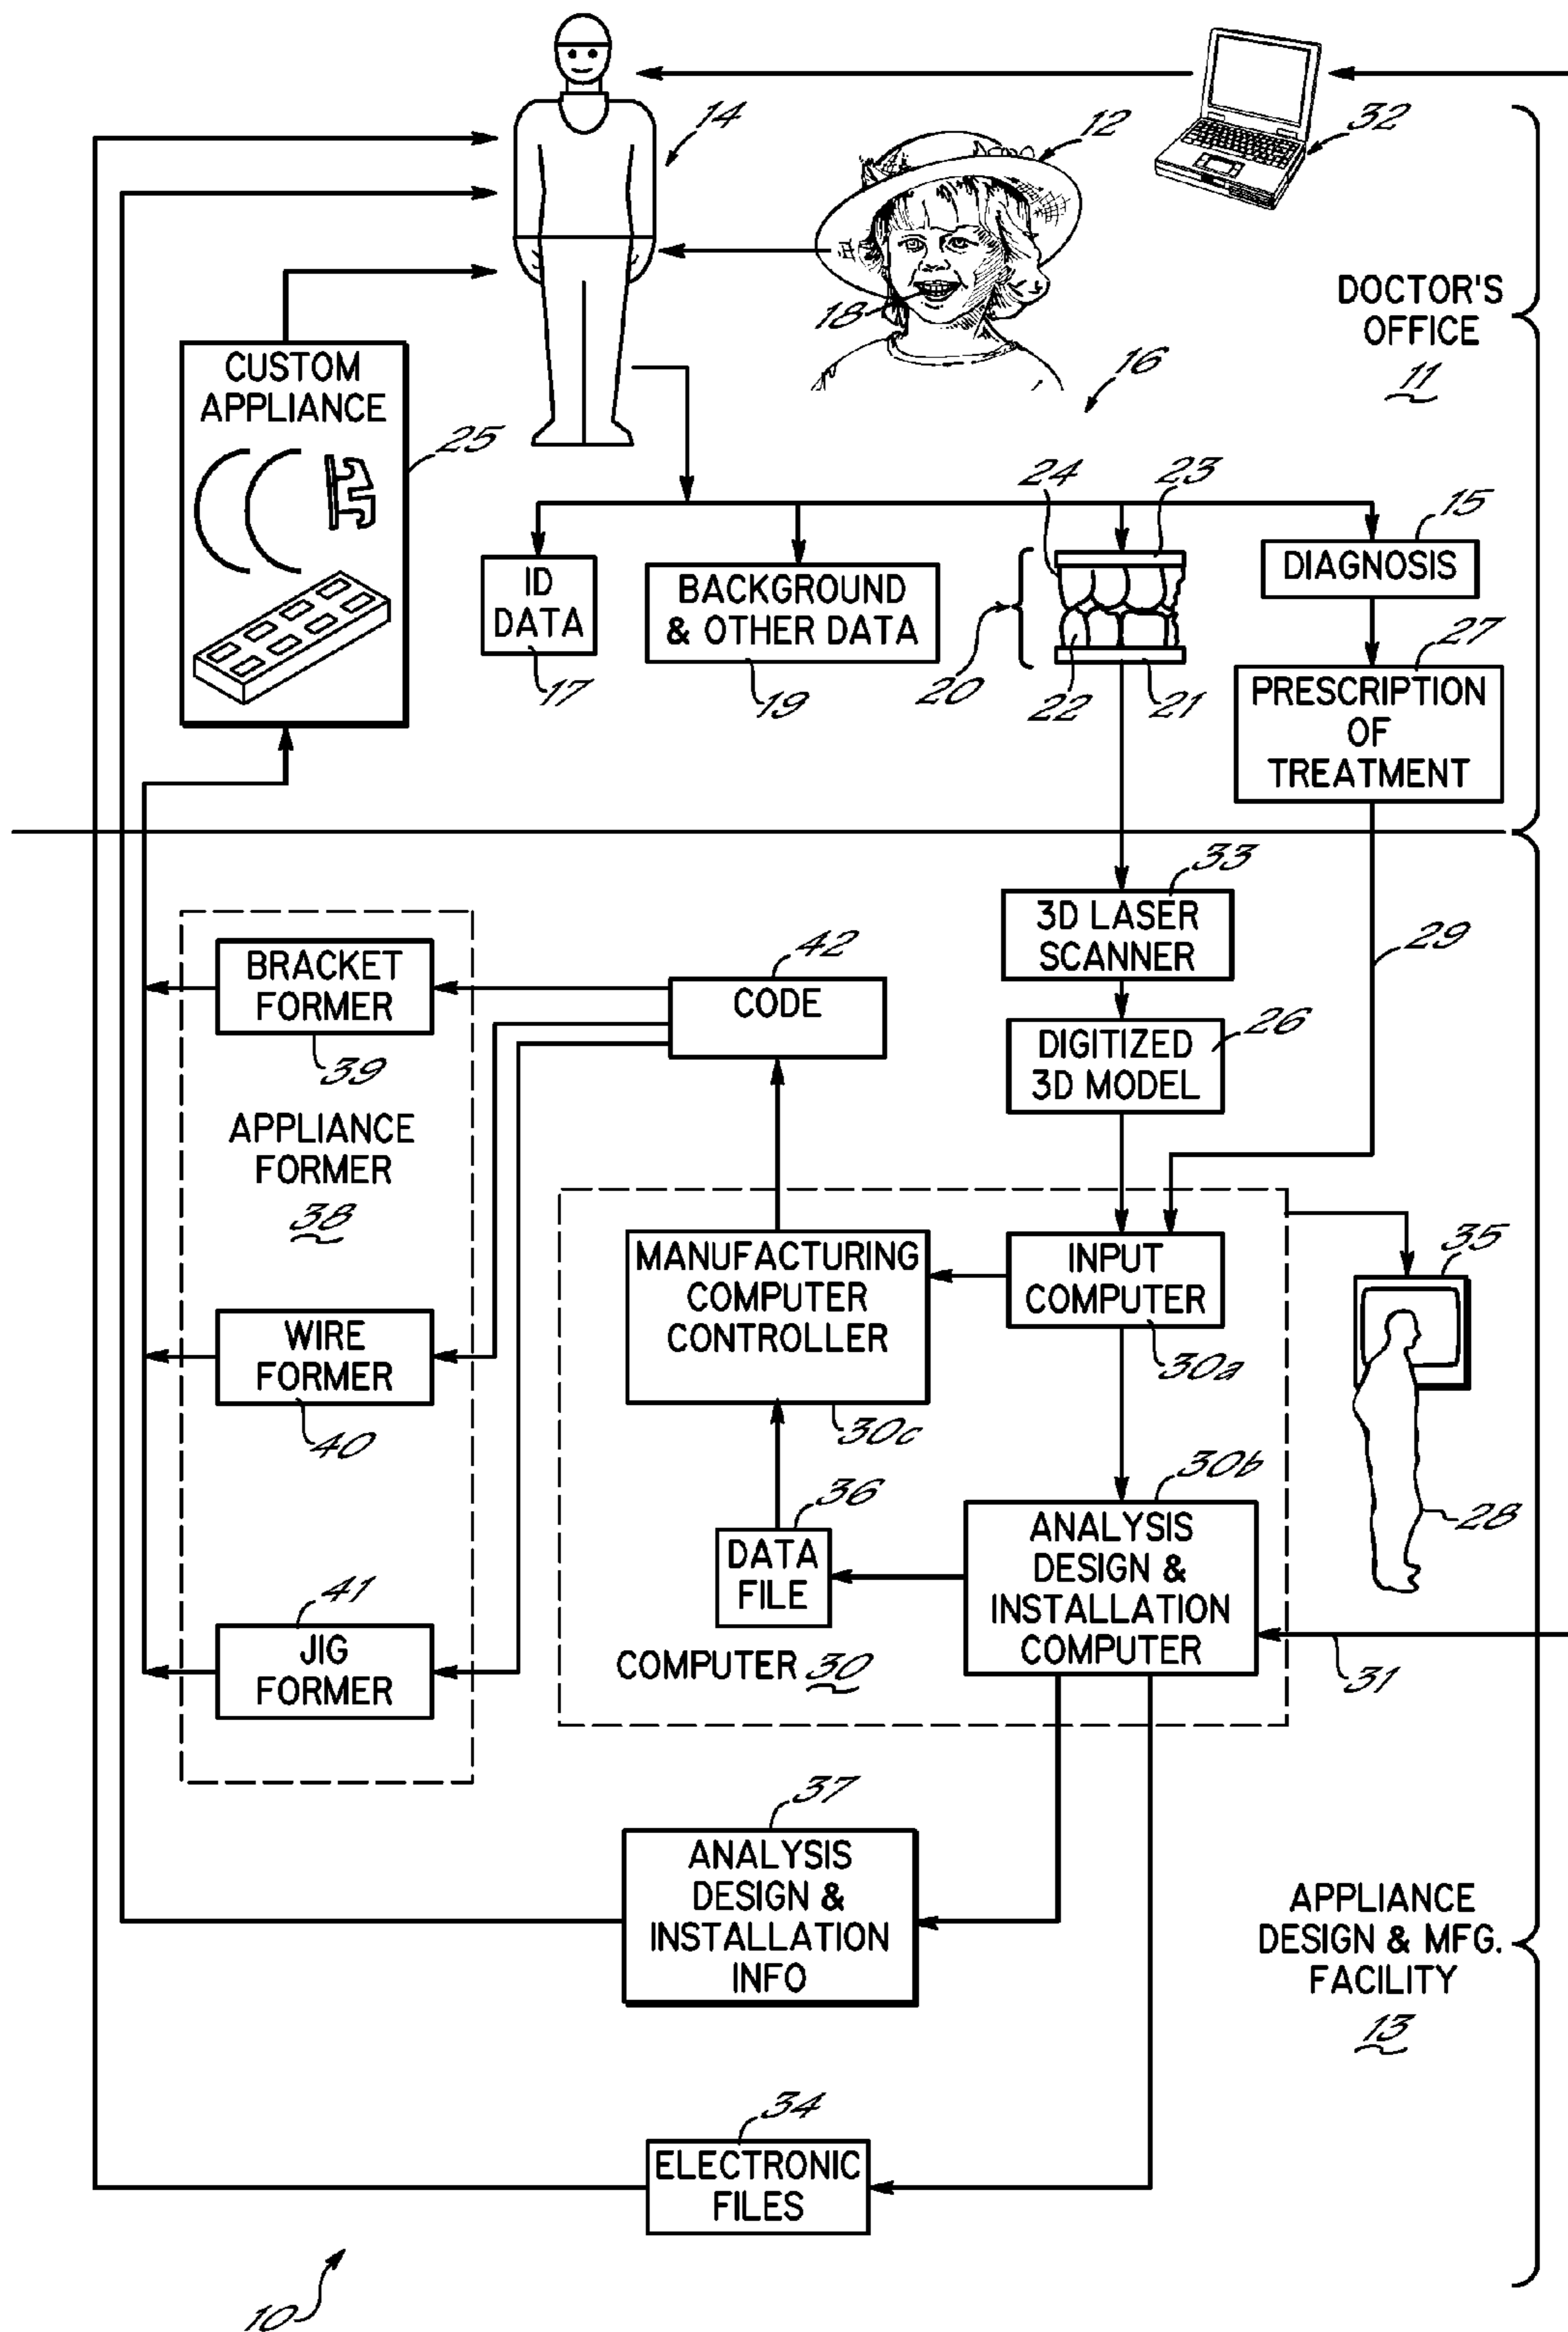 14
12
32
18
DOCTOR'S
OFFICE
11
16
CUSTOM
APPLIANCE
25
24
23
15
ID
DATA
17
BACKGROUND
& OTHER DATA
19
20
22
21
DIAGNOSIS
27
PRESCRIPTION
OF
TREATMENT
33
3D LASER
SCANNER
29
42
CODE
BRACKET
FORMER
39
26
DIGITIZED
3D MODEL
APPLIANCE
FORMER
38
MANUFACTURING
COMPUTER
CONTROLLER
30c
INPUT
COMPUTER
30a
35
WIRE
FORMER
40
30b
36
DATA
FILE
ANALYSIS
DESIGN &
INSTALLATION
COMPUTER
28
41
JIG
FORMER
COMPUTER 30
31
37
ANALYSIS
DESIGN &
INSTALLATION
INFO
APPLIANCE
DESIGN & MFG.
FACILITY
13
34
ELECTRONIC
FILES
10